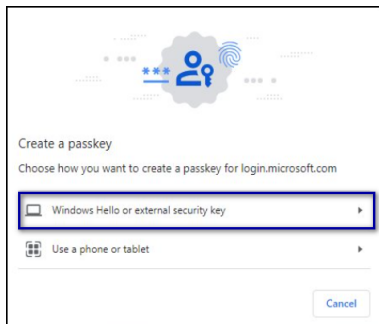 ***
Create a passkey
Choose how you want to create a passkey for login.microsoft.com
Windows Hello or external security key
Use a phone or tablet
Cancel